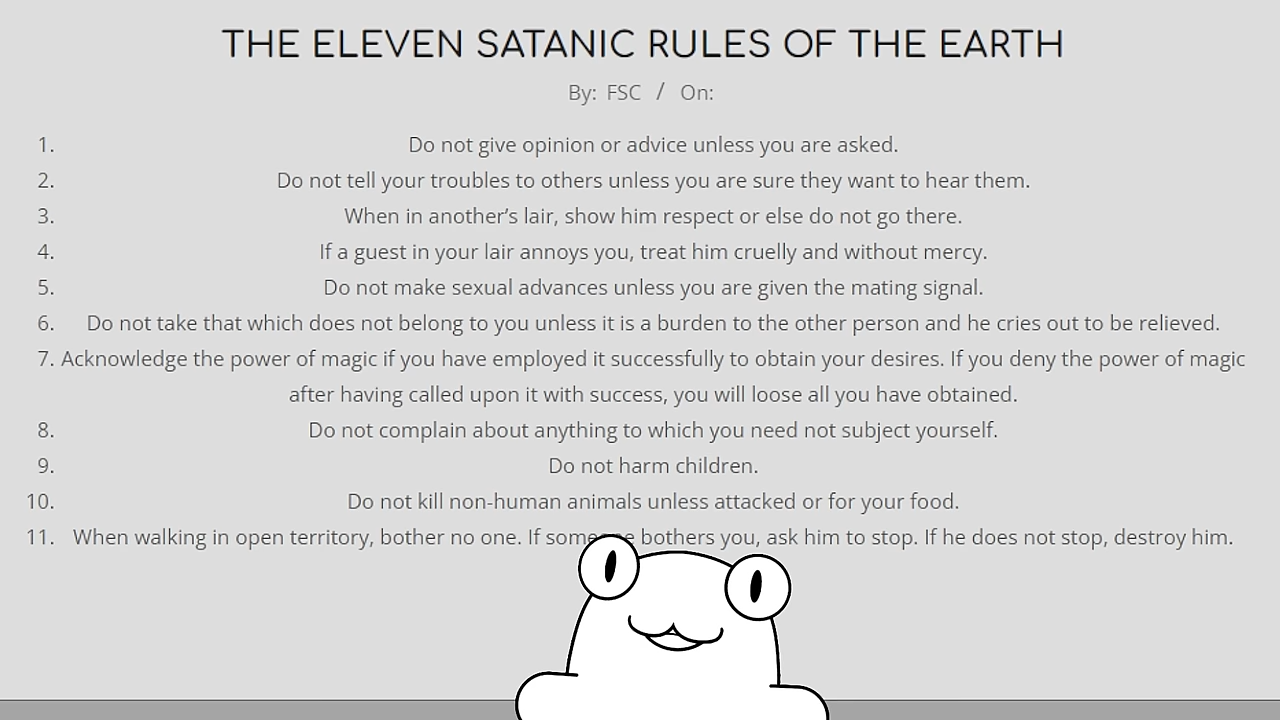 THE ELEVEN SATANIC RULES OF THE EARTH
By: FSC / On:
1. Do not give opinion or advice unless you are asked.
2. Do not tell your troubles to others unless you are sure they want to hear them.
3. When in another’s lair, show him respect or else do not go there.
4. If a guest in your lair annoys you, treat him cruelly and without mercy.
5. Do not make sexual advances unless you are given the mating signal.
6. Do not take that which does not belong to you unless it is a burden to the other person and he cries out to be relieved.
7. Acknowledge the power of magic if you have employed it successfully to obtain your desires. If you deny the power of magic
after having called upon it with success, you will loose all you have obtained.
8. Do not complain about anything to which you need not subject yourself.
9. Do not harm children.
10. Do not kill non-human animals unless attacked or for your food.
11. When walking in open territory, bother no one. If someone bothers you, ask him to stop. If he does not stop, destroy him.